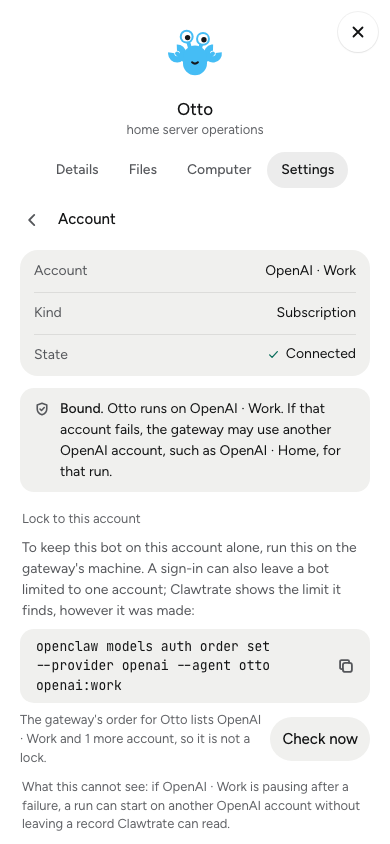 Otto
home server operations
Details Files Computer Settings
Account
Account OpenAI · Work
Kind Subscription
State Connected
Bound. Otto runs on OpenAI · Work. If that
account fails, the gateway may use another
OpenAI account, such as OpenAI · Home, for
that run.
Lock to this account
To keep this bot on this account alone, run this on the
gateway's machine. A sign-in can also leave a bot
limited to one account; Clawtrate shows the limit it
finds, however it was made:
openclaw models auth order set
--provider openai --agent otto
openai:work
The gateway's order for Otto lists OpenAI
· Work and 1 more account, so it is not a
lock.
Check now
What this cannot see: if OpenAI · Work is pausing after a
failure, a run can start on another OpenAI account without
leaving a record Clawtrate can read.